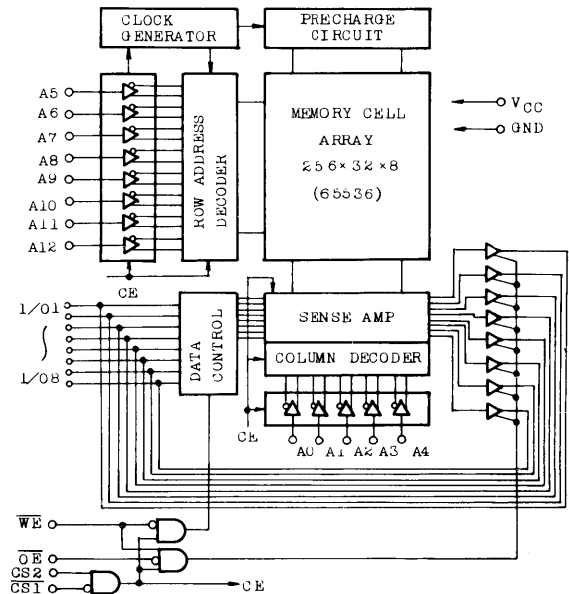 CLOCK
GENERATOR
PRECHARGE
CIRCUIT
A5
A6
A7
A8
A9
A10
A11
A12
ROW ADDRESS
DECODER
MEMORY CELL
ARRAY
256×32×8
(65536)
VCC
GND
CE
I/O1
I/O8
DATA
CONTROL
SENSE AMP
COLUMN DECODER
CE
A0 A1 A2 A3 A4
WE
OE
CS2
CS1
CE